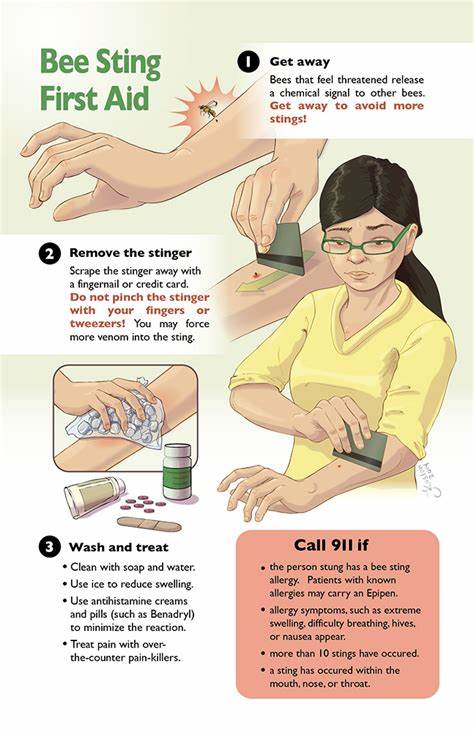 Bee Sting
First Aid
1 Get away
Bees that feel threatened release
a chemical signal to other bees.
Get away to avoid more
stings!
2 Remove the stinger
Scrape the stinger away with
a fingernail or credit card.
Do not pinch the stinger
with your fingers or
tweezers! You may force
more venom into the sting.
3 Wash and treat
• Clean with soap and water.
• Use ice to reduce swelling.
• Use antihistamine creams
and pills (such as Benadryl)
to minimize the reaction.
• Treat pain with over-
the-counter pain-killers.
Call 911 if
• the person stung has a bee sting
allergy. Patients with known
allergies may carry an Epipen.
• allergy symptoms, such as extreme
swelling, difficulty breathing, hives,
or nausea appear.
• more than 10 stings have occured.
• a sting has occured within the
mouth, nose, or throat.